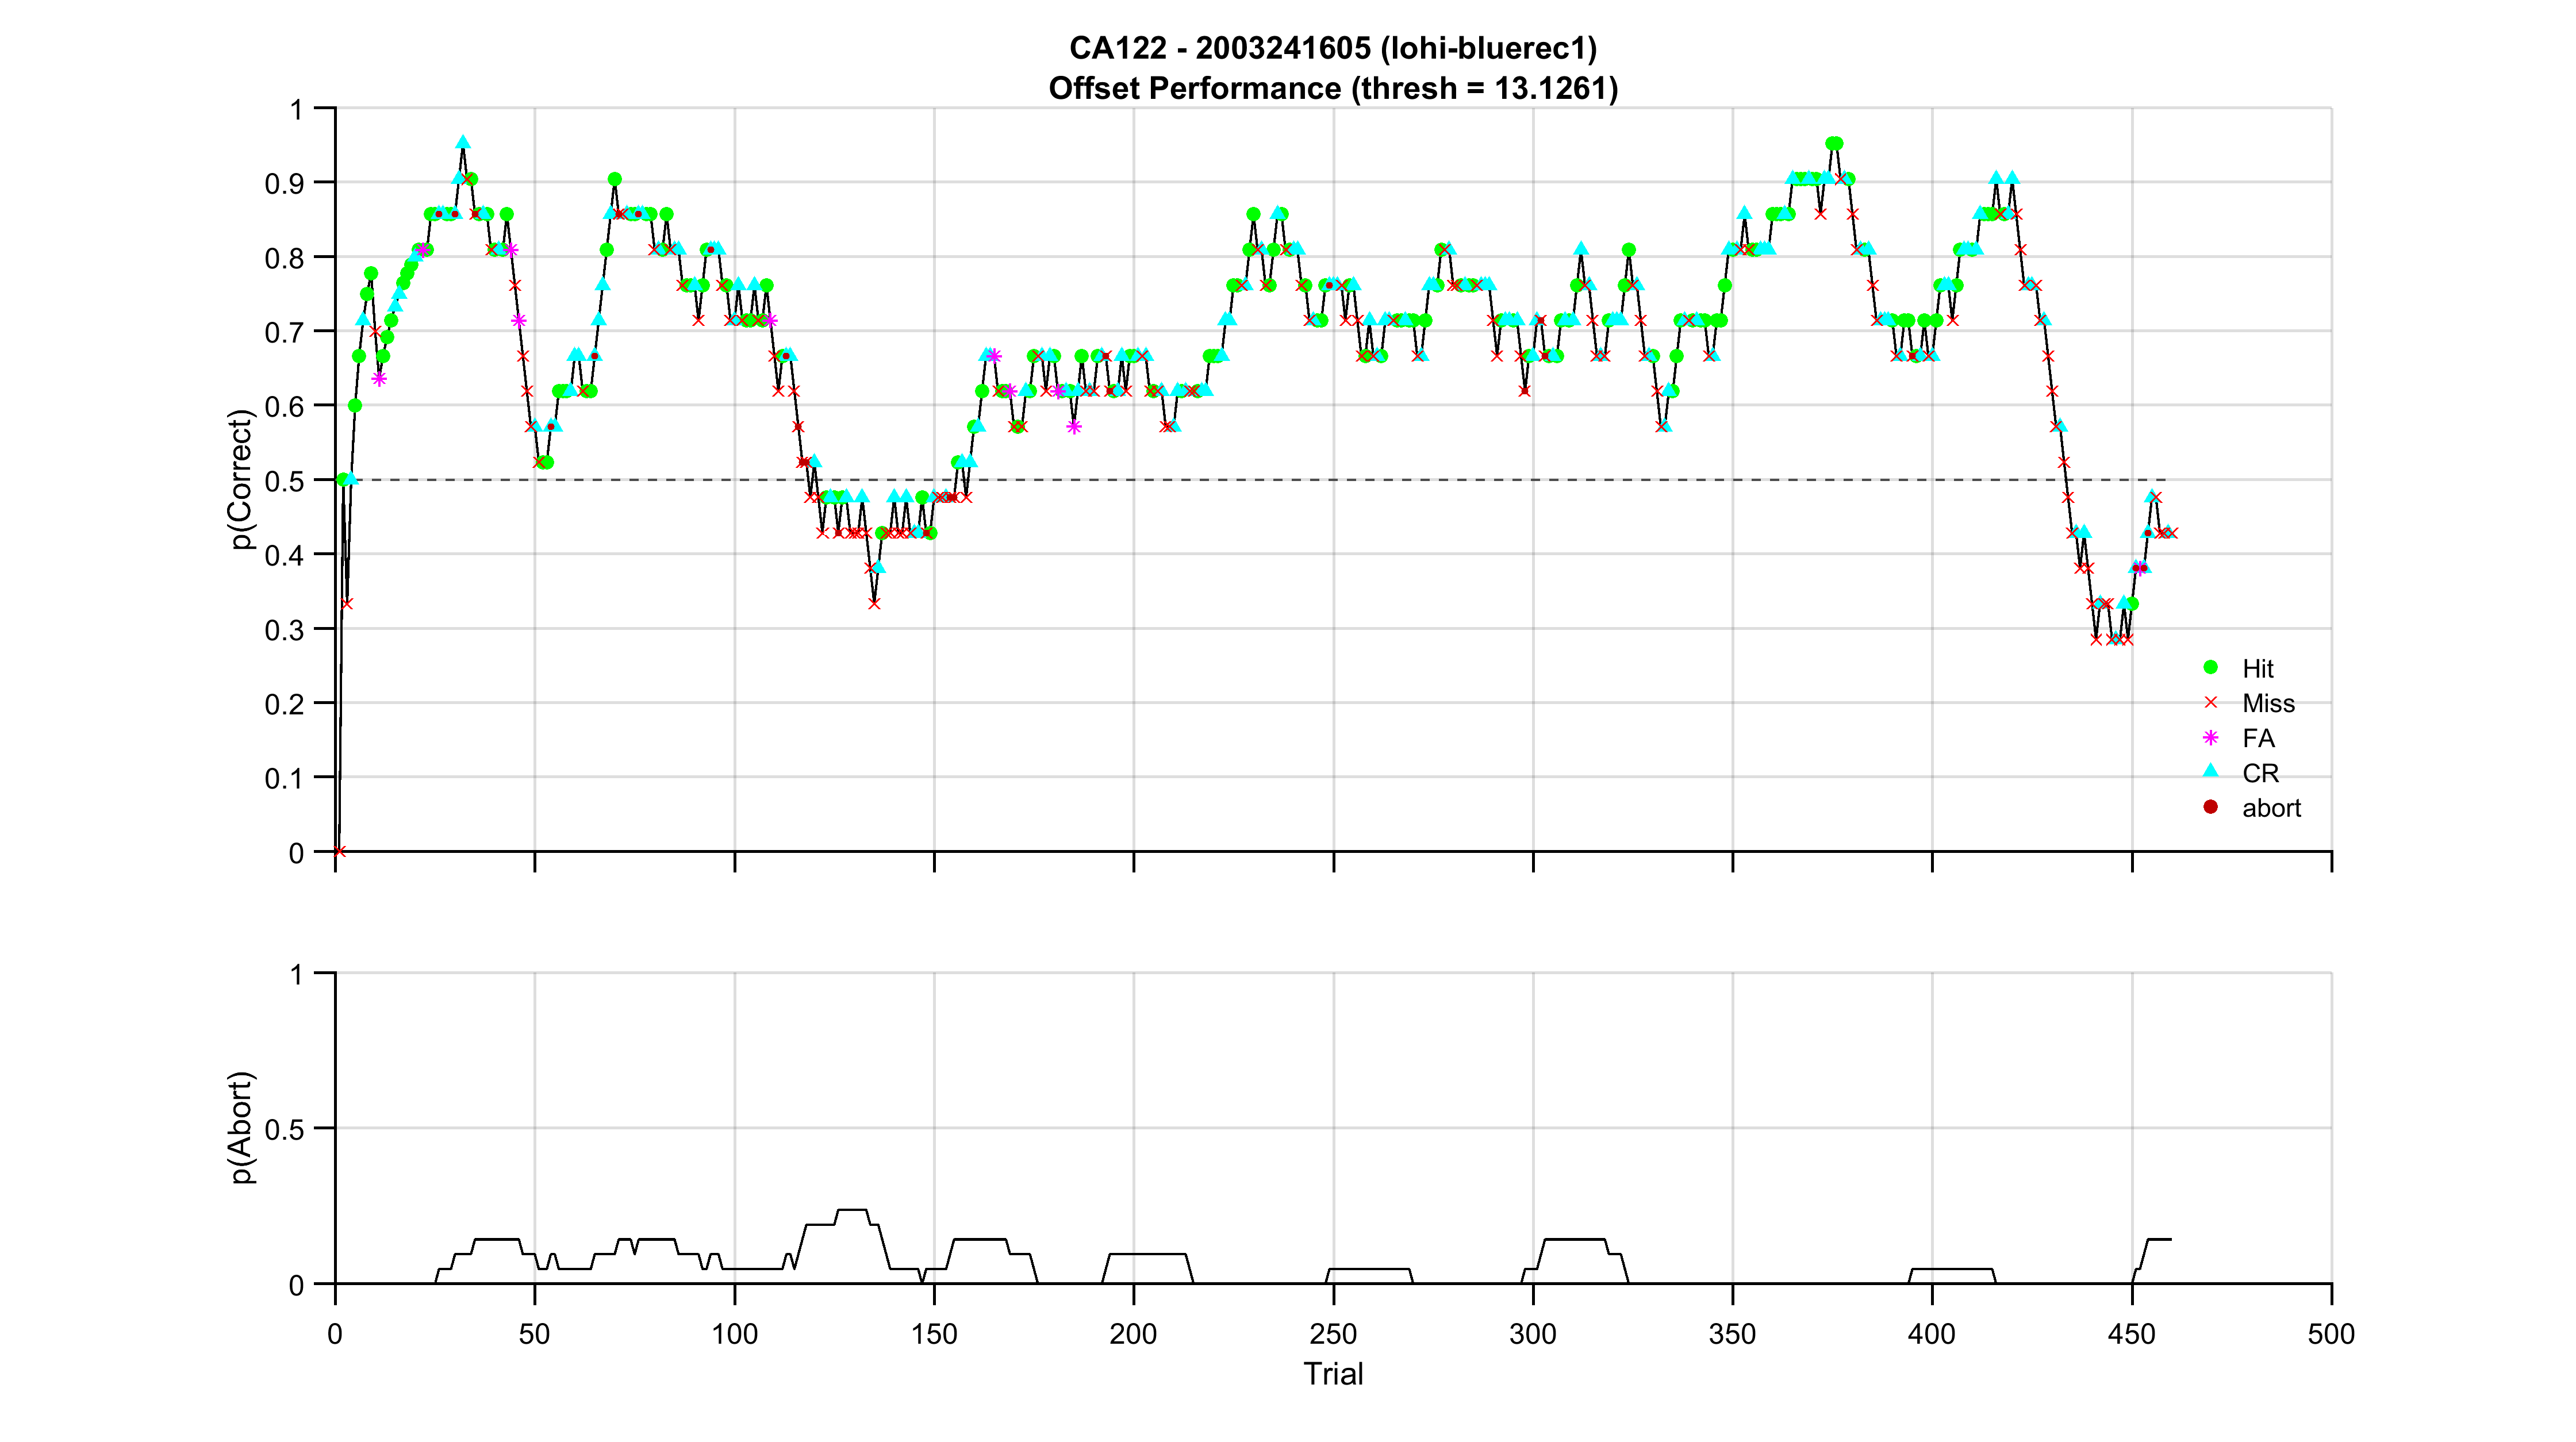 CA122 - 2003241605 (lohi-bluerec1)
Offset Performance (thresh = 13.1261)
1
0.9
0.8
0.7
0.6
0.5
0.4
0.3
0.2
0.1
0
p(Correct)
Hit
Miss
FA
CR
abort
1
0.5
0
p(Abort)
0 50 100 150 200 250 300 350 400 450 500
Trial